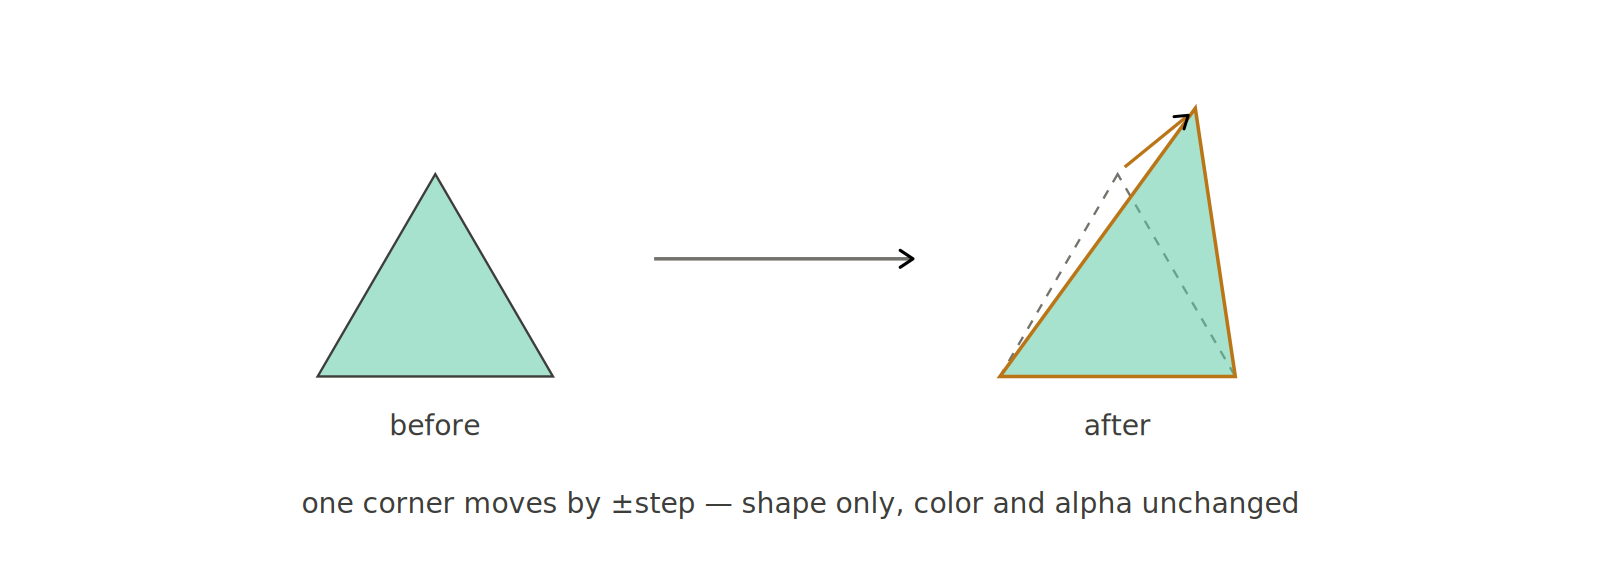 before
after
one corner moves by ±step — shape only, color and alpha unchanged